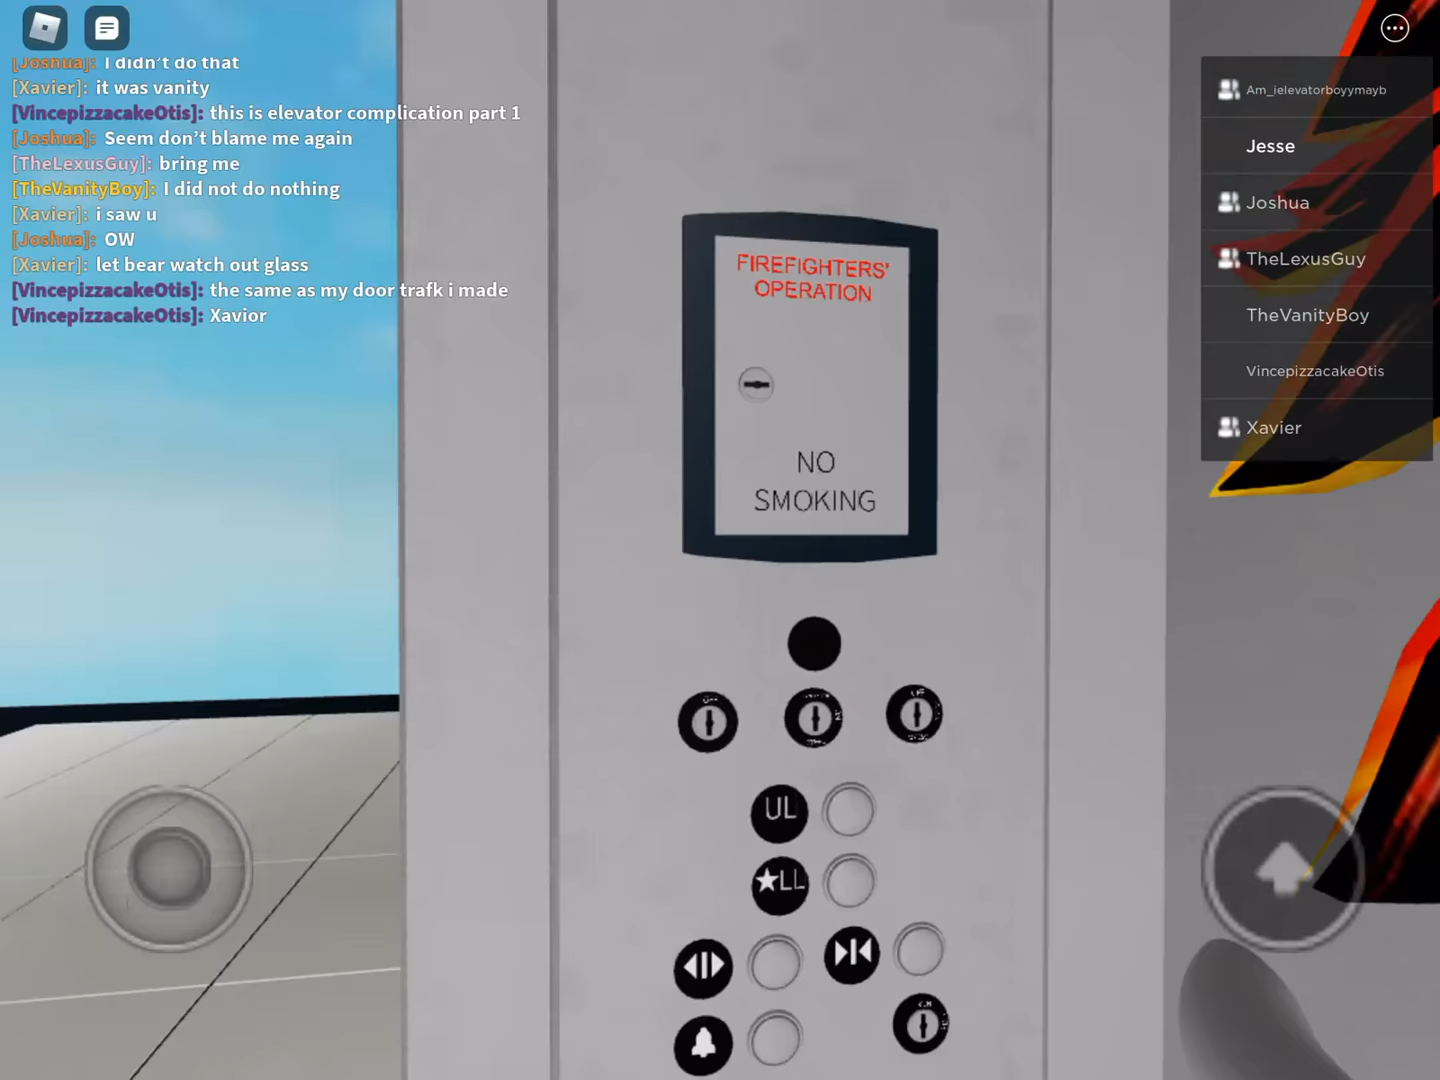 [Joshua]: I didn't do that
[Xavier]: it was vanity
[VincepizzacakeOtis]: this is elevator complication part 1
[Joshua]: Seem don't blame me again
[TheLexusGuy]: bring me
[TheVanityBoy]: I did not do nothing
[Xavier]: i saw u
[Joshua]: OW
[Xavier]: let bear watch out glass
[VincepizzacakeOtis]: the same as my door trafk i made
[VincepizzacakeOtis]: Xavior
Am_ielevatorboyymayb
Jesse
Joshua
TheLexusGuy
TheVanityBoy
VincepizzacakeOtis
Xavier
FIREFIGHTERS'
OPERATION
NO
SMOKING
UL
★LL